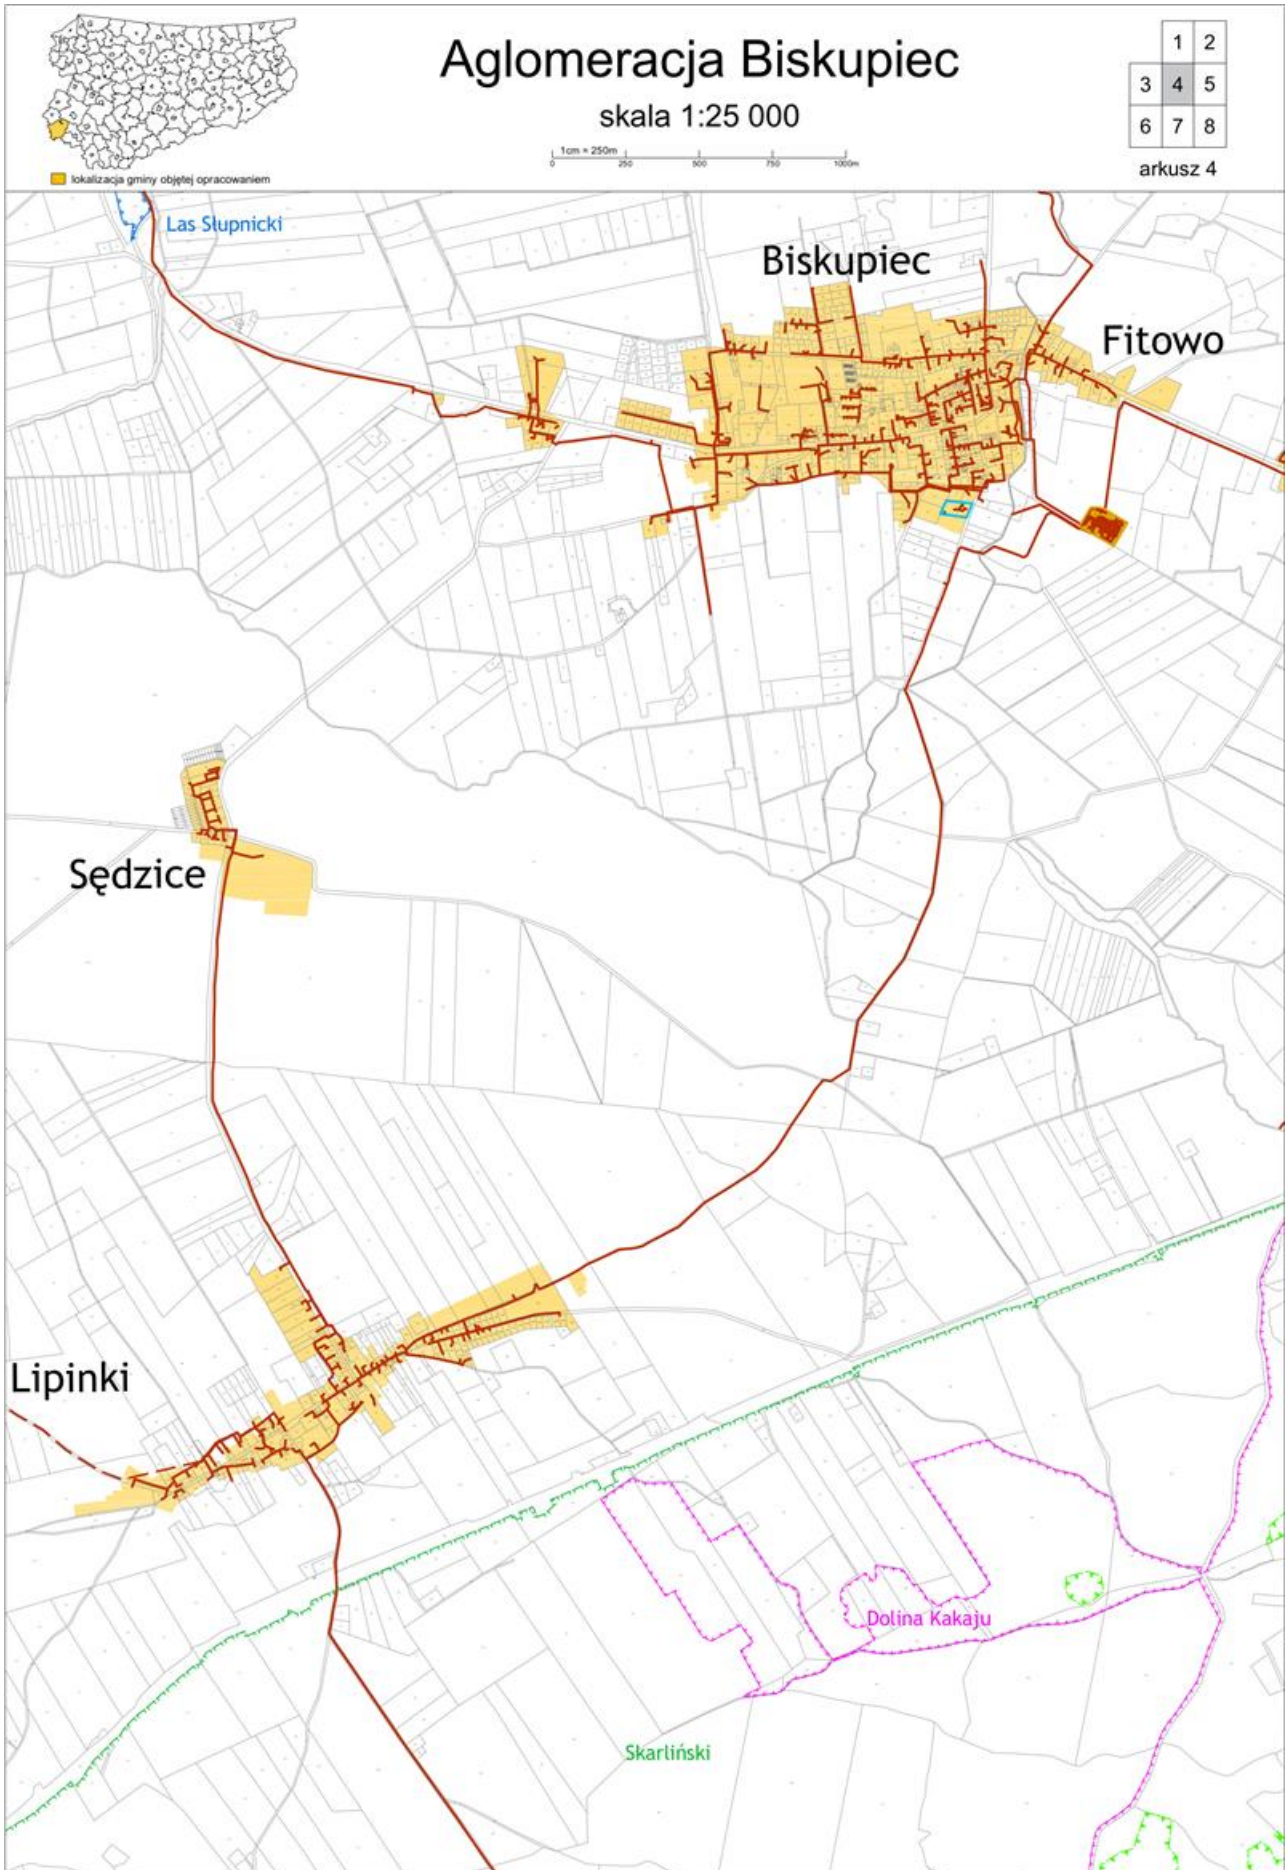 Aglomeracja Biskupiec
skala 1:25 000
1cm = 250m
0 250 500 750 1000m
lokalizacja gminy objętej opracowaniem
1 2
3 4 5
6 7 8
arkusz 4
Las Słupnicki
Biskupiec
Fitowo
Sędzice
Lipinki
Dolina Kakaju
Skarliński